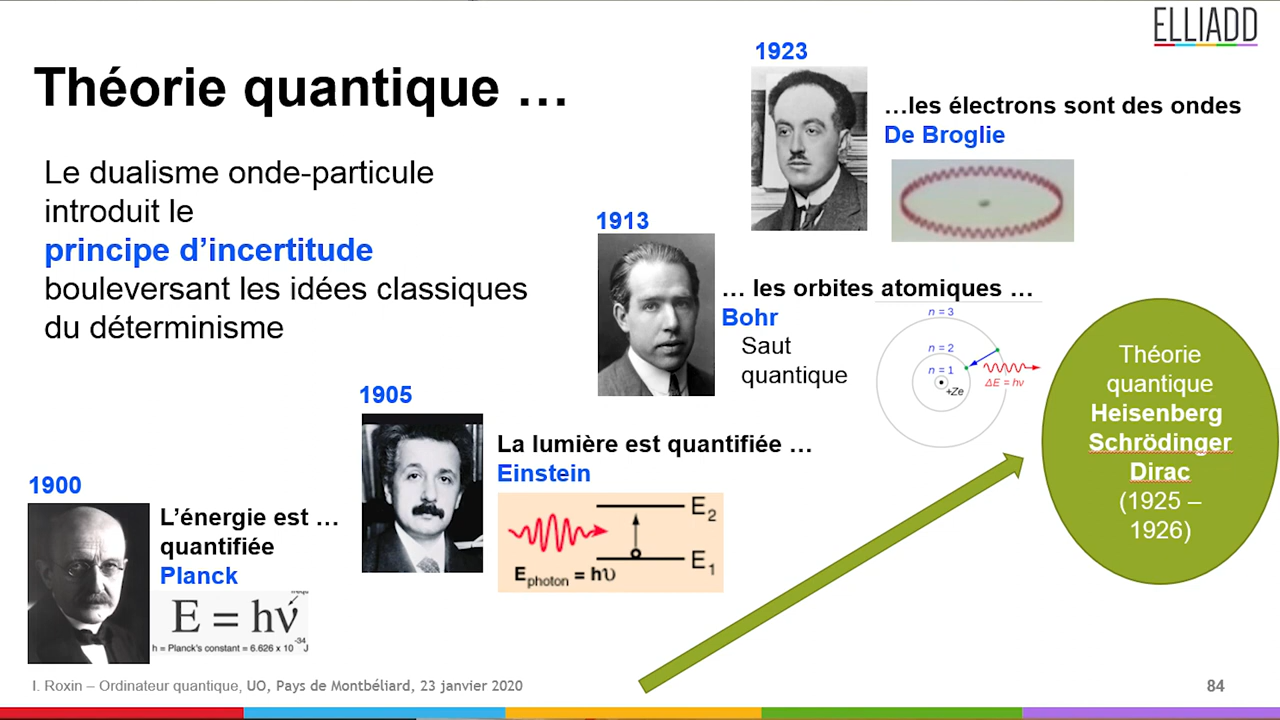 ELLIADD
Théorie quantique …
Le dualisme onde-particule
introduit le
principe d’incertitude
bouleversant les idées classiques
du déterminisme
1900
L’énergie est …
quantifiée
Planck
E = hν
h = Planck's constant = 6.626 x 10⁻³⁴ J
1905
La lumière est quantifiée …
Einstein
E₂
E₁
Ephoton = hυ
1913
… les orbites atomiques …
Bohr
Saut
quantique
n = 3
n = 2
n = 1
+Ze
ΔE = hν
1923
…les électrons sont des ondes
De Broglie
Théorie
quantique
Heisenberg
Schrödinger
Dirac
(1925 –
1926)
I. Roxin – Ordinateur quantique, UO, Pays de Montbéliard, 23 janvier 2020
84